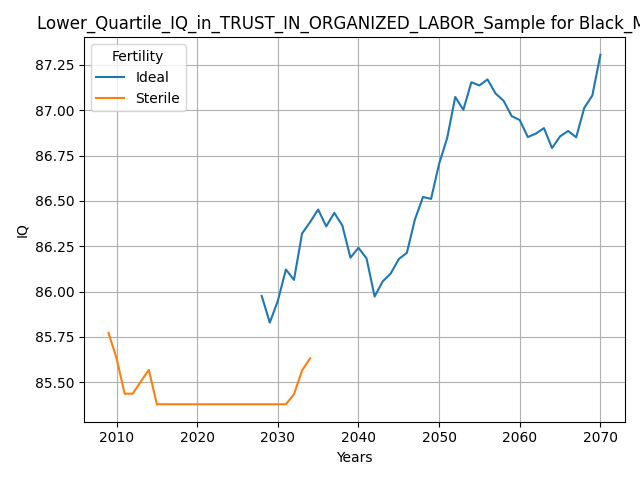 Lower_Quartile_IQ_in_TRUST_IN_ORGANIZED_LABOR_Sample for Black_M
Fertility
Ideal
Sterile
87.25
87.00
86.75
86.50
86.25
86.00
85.75
85.50
IQ
2010 2020 2030 2040 2050 2060 2070
Years